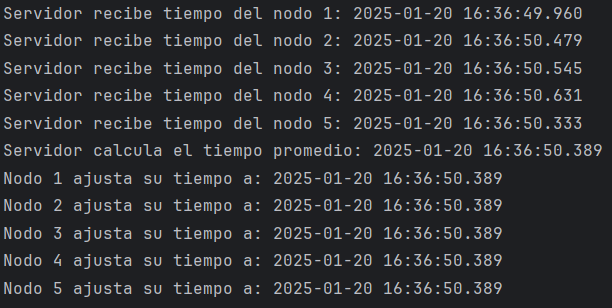 Servidor recibe tiempo del nodo 1: 2025-01-20 16:36:49.960
Servidor recibe tiempo del nodo 2: 2025-01-20 16:36:50.479
Servidor recibe tiempo del nodo 3: 2025-01-20 16:36:50.545
Servidor recibe tiempo del nodo 4: 2025-01-20 16:36:50.631
Servidor recibe tiempo del nodo 5: 2025-01-20 16:36:50.333
Servidor calcula el tiempo promedio: 2025-01-20 16:36:50.389
Nodo 1 ajusta su tiempo a: 2025-01-20 16:36:50.389
Nodo 2 ajusta su tiempo a: 2025-01-20 16:36:50.389
Nodo 3 ajusta su tiempo a: 2025-01-20 16:36:50.389
Nodo 4 ajusta su tiempo a: 2025-01-20 16:36:50.389
Nodo 5 ajusta su tiempo a: 2025-01-20 16:36:50.389